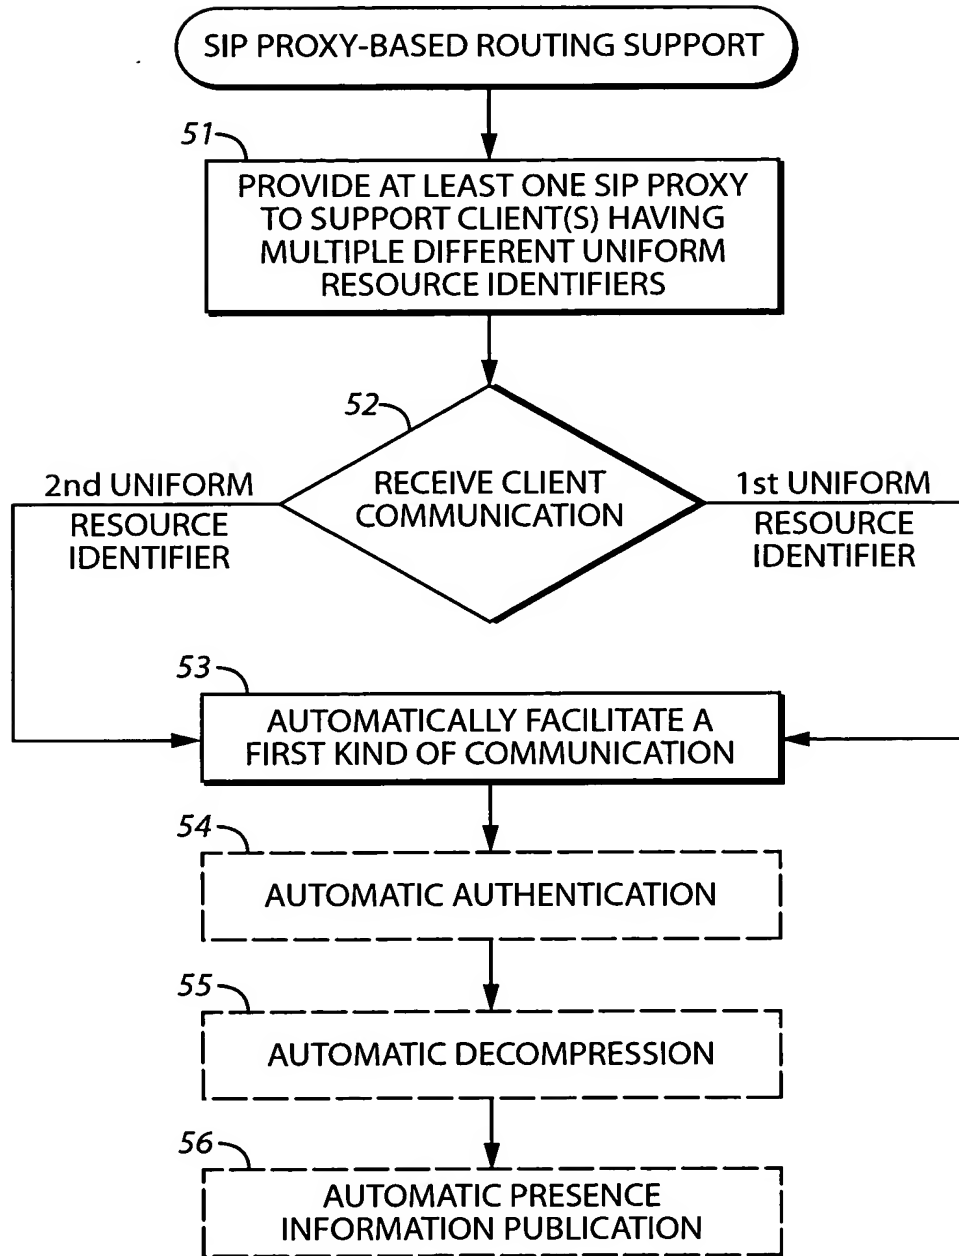 SIP PROXY-BASED ROUTING SUPPORT
51
PROVIDE AT LEAST ONE SIP PROXY
TO SUPPORT CLIENT(S) HAVING
MULTIPLE DIFFERENT UNIFORM
RESOURCE IDENTIFIERS
52
RECEIVE CLIENT
COMMUNICATION
2nd UNIFORM
RESOURCE
IDENTIFIER
1st UNIFORM
RESOURCE
IDENTIFIER
53
AUTOMATICALLY FACILITATE A
FIRST KIND OF COMMUNICATION
54
AUTOMATIC AUTHENTICATION
55
AUTOMATIC DECOMPRESSION
56
AUTOMATIC PRESENCE
INFORMATION PUBLICATION